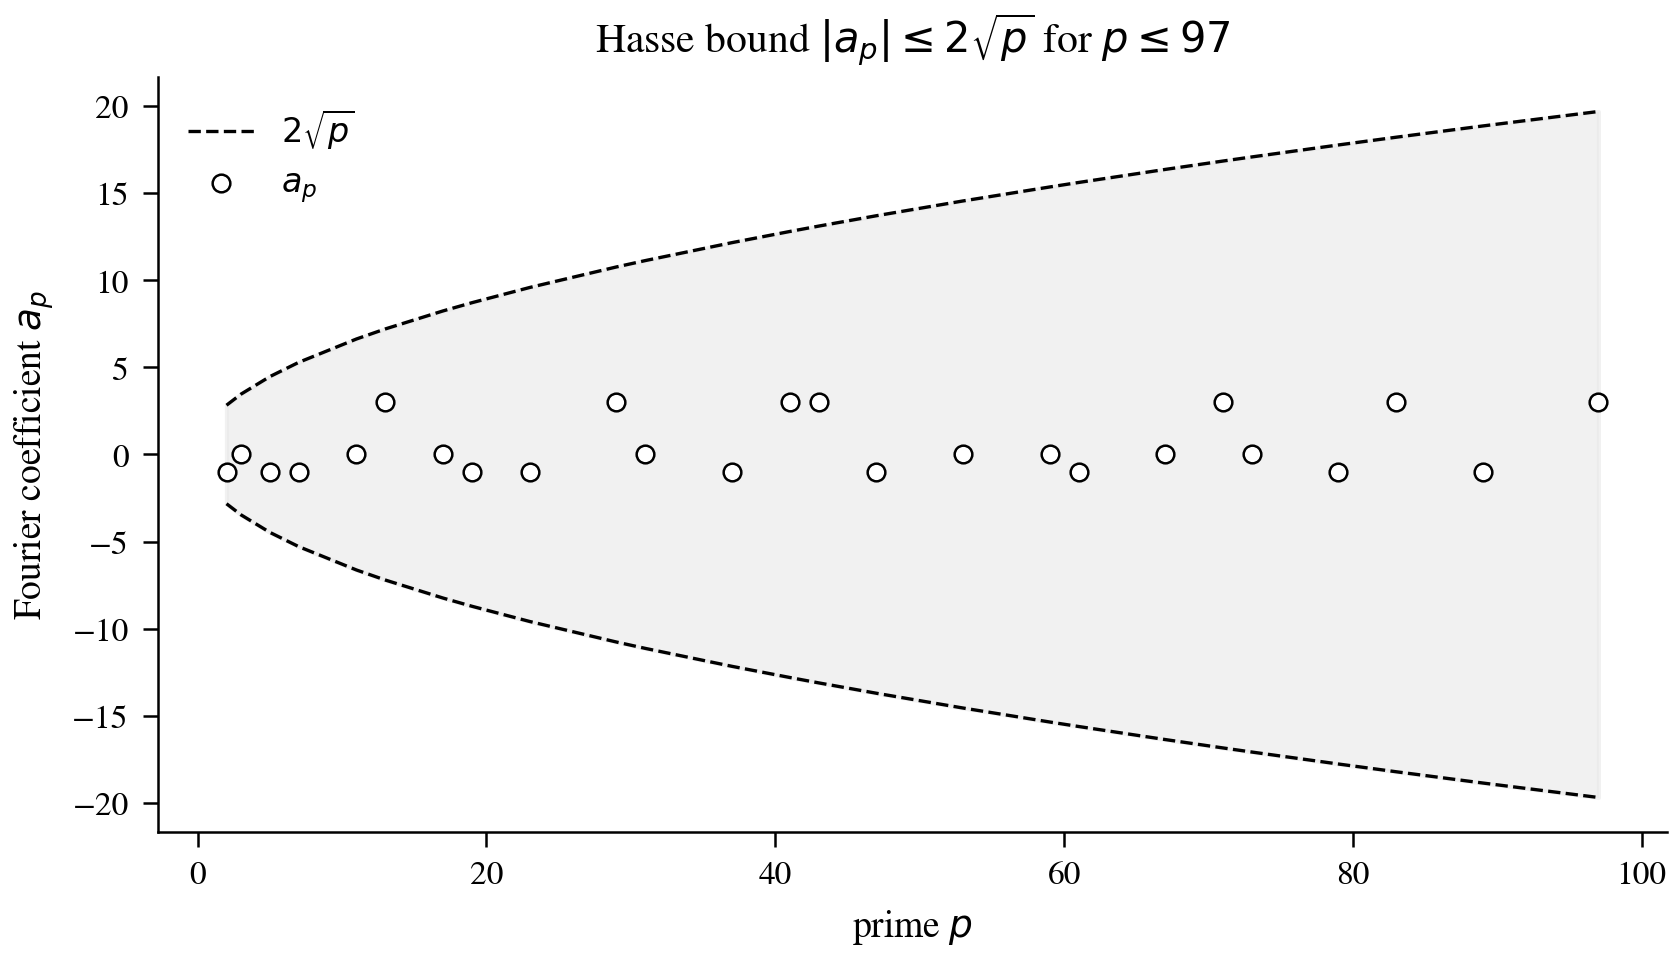 Hasse bound |a_p| ≤ 2√p for p ≤ 97
2√p
a_p
20
15
10
5
0
−5
−10
−15
−20
Fourier coefficient a_p
0 20 40 60 80 100
prime p